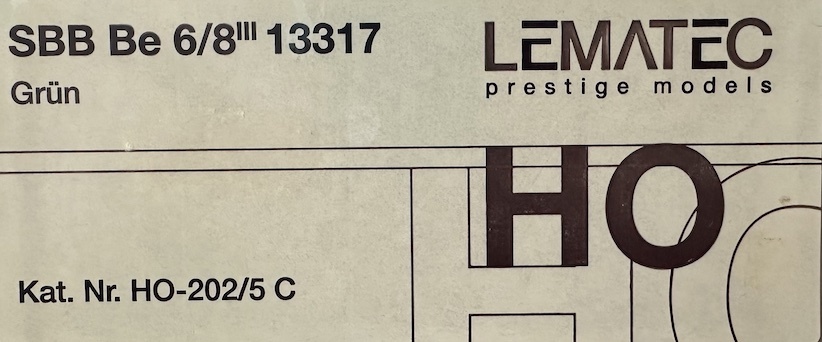 SBB Be 6/8ᴵᴵᴵ 13317
Grün
LEMATEC
prestige models
HO
Kat. Nr. HO-202/5 C